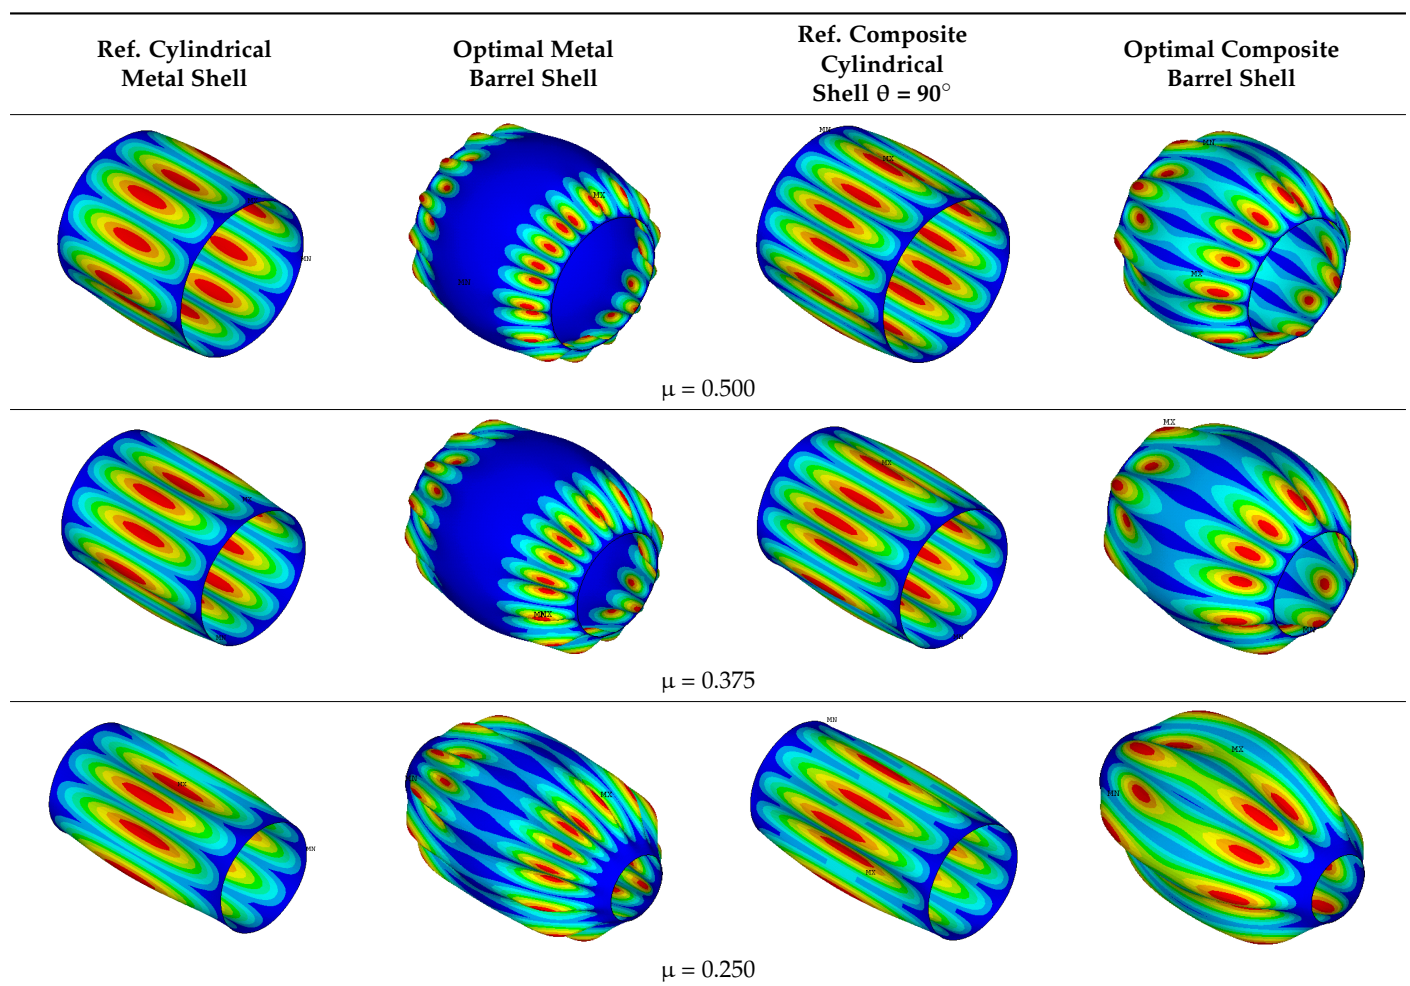 Ref. Cylindrical
Metal Shell
Optimal Metal
Barrel Shell
Ref. Composite
Cylindrical
Shell θ = 90°
Optimal Composite
Barrel Shell
MN
MX
MN
MN
MX
MN
MX
μ = 0.500
MX
MX
MX
MN
MN
μ = 0.375
MX
MN
MN
MX
MN
MX
MX
MN
μ = 0.250